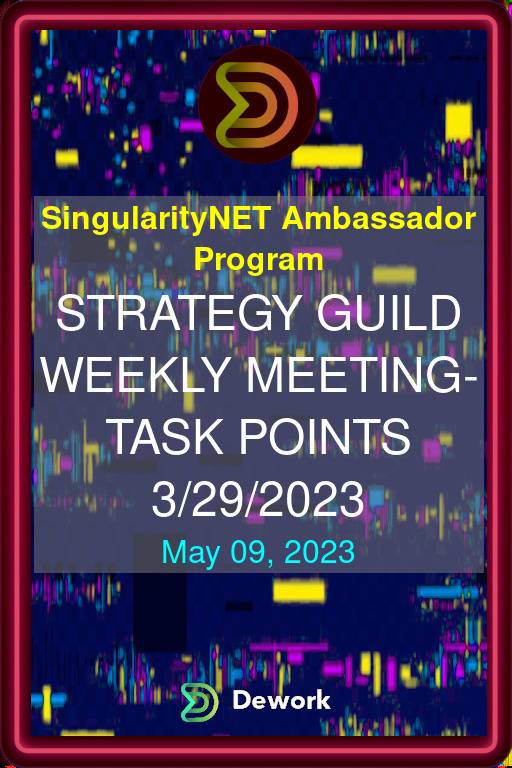 SingularityNET Ambassador
Program
STRATEGY GUILD
WEEKLY MEETING-
TASK POINTS
3/29/2023
May 09, 2023
Dework